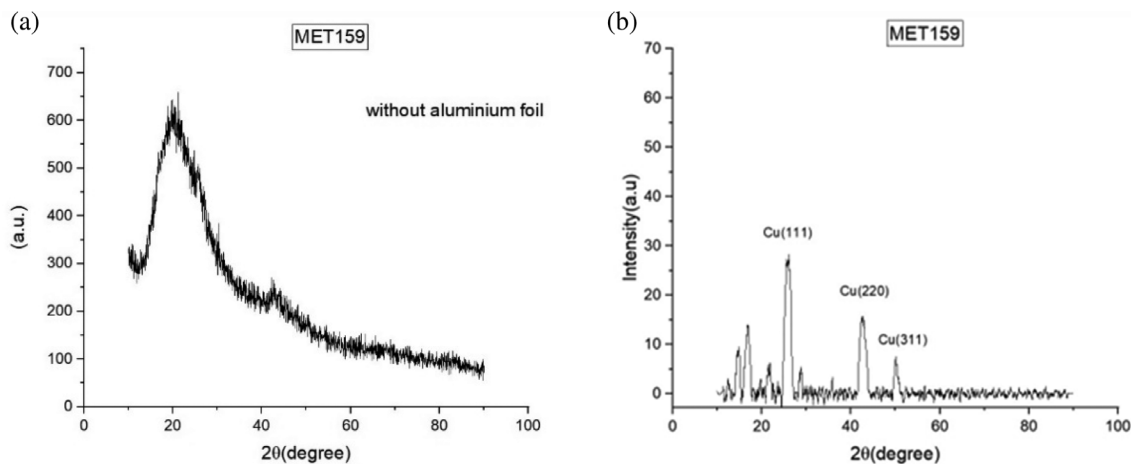 (a)
MET159
without aluminium foil
700
600
500
400
300
200
100
0
(a.u.)
0 20 40 60 80 100
2θ(degree)
(b)
MET159
70
60
50
40
30
20
10
0
Intensity(a.u)
Cu(111)
Cu(220)
Cu(311)
0 20 40 60 80 100
2θ(degree)